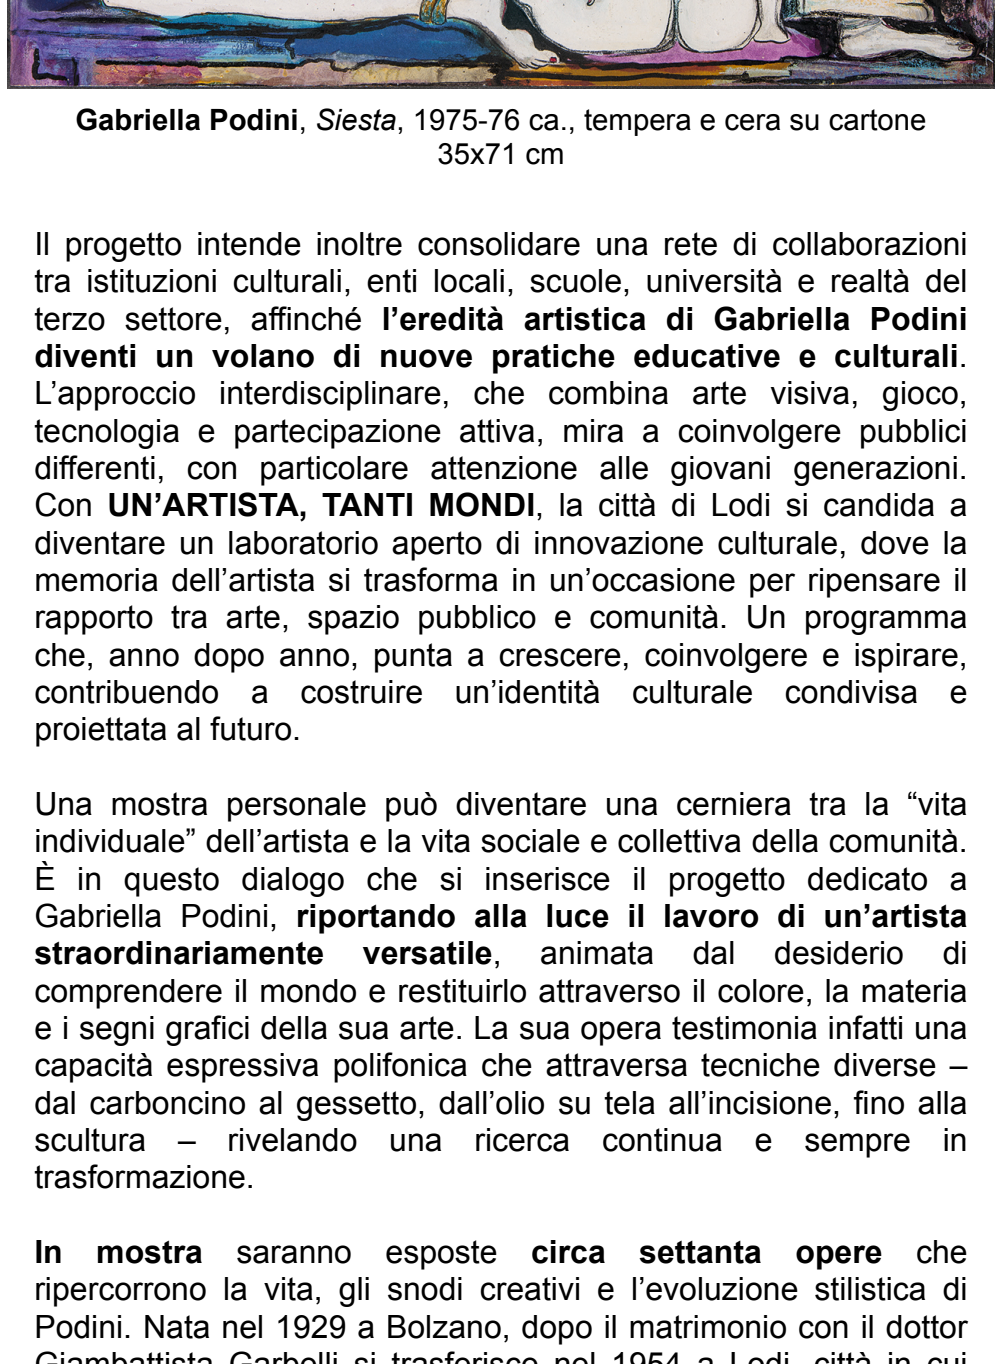 Gabriella Podini, Siesta, 1975-76 ca., tempera e cera su cartone
35x71 cm
Il progetto intende inoltre consolidare una rete di collaborazioni
tra istituzioni culturali, enti locali, scuole, università e realtà del
terzo settore, affinché l’eredità artistica di Gabriella Podini
diventi un volano di nuove pratiche educative e culturali.
L’approccio interdisciplinare, che combina arte visiva, gioco,
tecnologia e partecipazione attiva, mira a coinvolgere pubblici
differenti, con particolare attenzione alle giovani generazioni.
Con UN’ARTISTA, TANTI MONDI, la città di Lodi si candida a
diventare un laboratorio aperto di innovazione culturale, dove la
memoria dell’artista si trasforma in un’occasione per ripensare il
rapporto tra arte, spazio pubblico e comunità. Un programma
che, anno dopo anno, punta a crescere, coinvolgere e ispirare,
contribuendo a costruire un’identità culturale condivisa e
proiettata al futuro.
Una mostra personale può diventare una cerniera tra la “vita
individuale” dell’artista e la vita sociale e collettiva della comunità.
È in questo dialogo che si inserisce il progetto dedicato a
Gabriella Podini, riportando alla luce il lavoro di un’artista
straordinariamente versatile, animata dal desiderio di
comprendere il mondo e restituirlo attraverso il colore, la materia
e i segni grafici della sua arte. La sua opera testimonia infatti una
capacità espressiva polifonica che attraversa tecniche diverse –
dal carboncino al gessetto, dall’olio su tela all’incisione, fino alla
scultura – rivelando una ricerca continua e sempre in
trasformazione.
In mostra saranno esposte circa settanta opere che
ripercorrono la vita, gli snodi creativi e l’evoluzione stilistica di
Podini. Nata nel 1929 a Bolzano, dopo il matrimonio con il dottor
Giambattista Garbelli si trasferisce nel 1954 a Lodi, città in cui